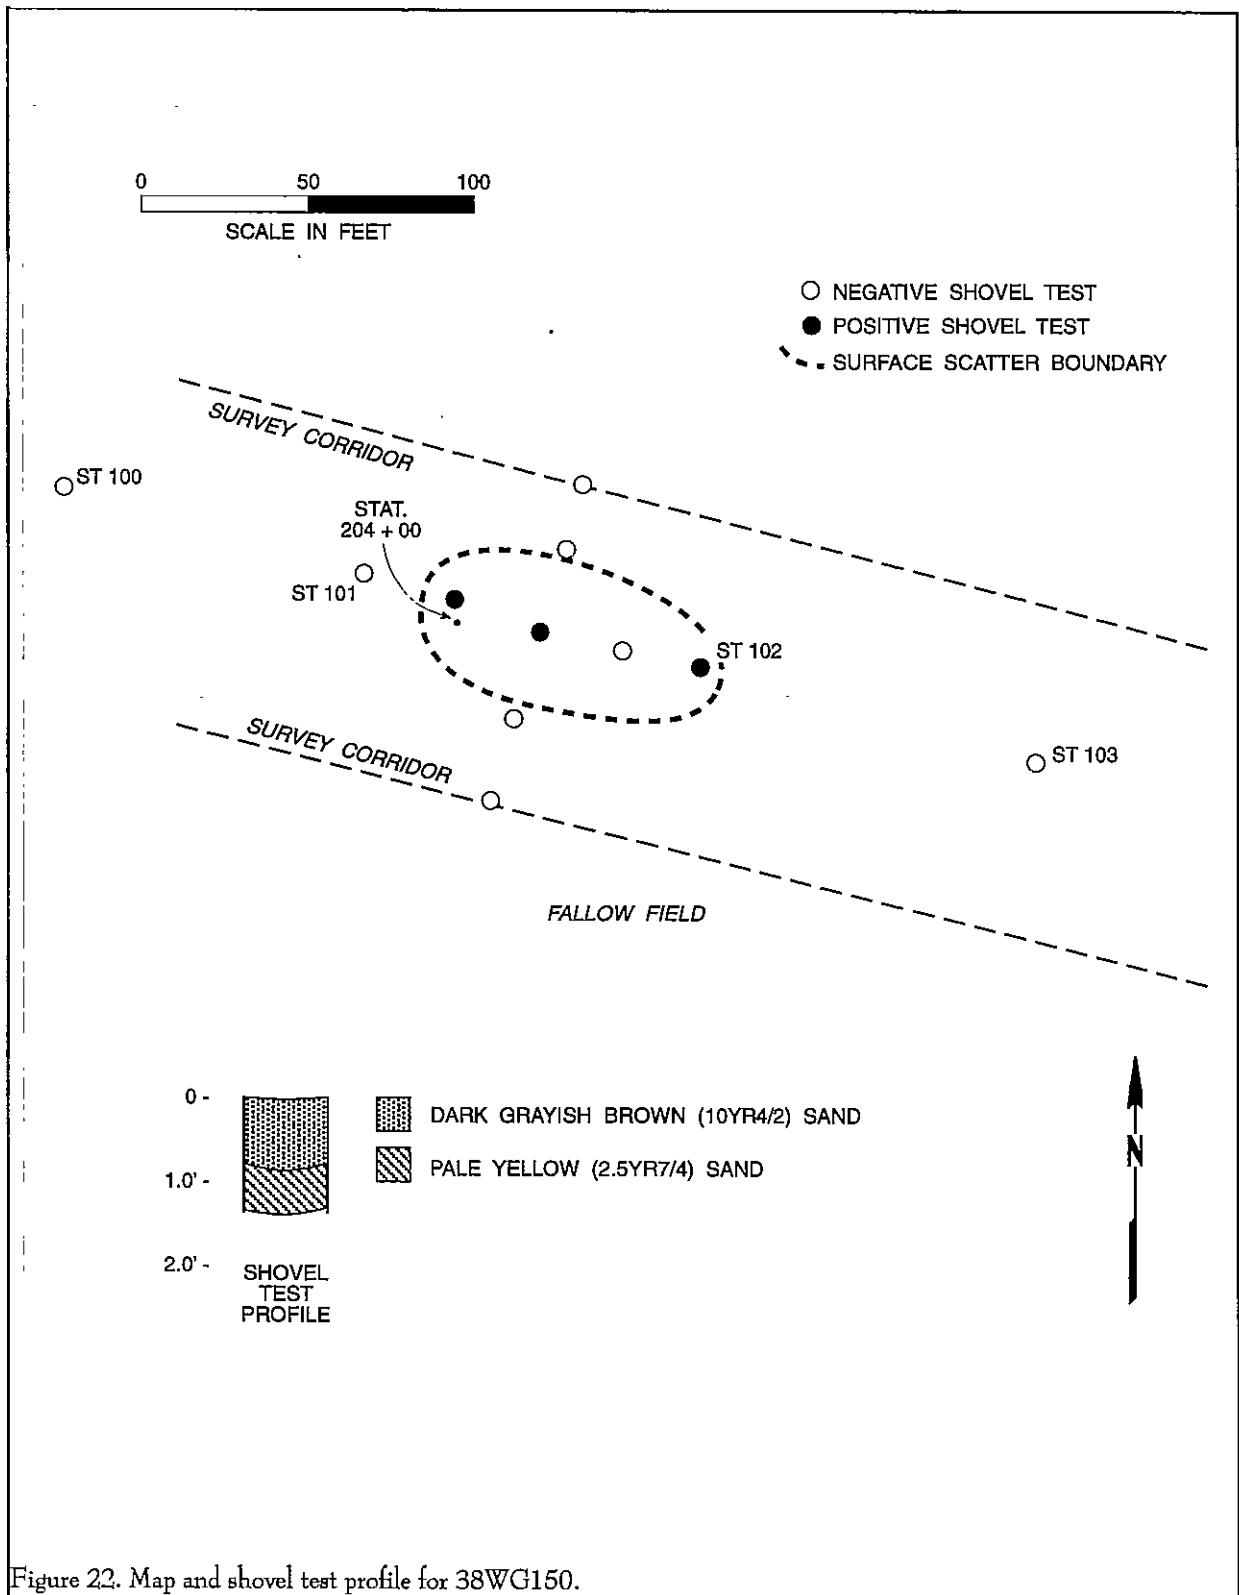 0 50 100
SCALE IN FEET
NEGATIVE SHOVEL TEST
POSITIVE SHOVEL TEST
SURFACE SCATTER BOUNDARY
SURVEY CORRIDOR
ST 100
STAT.
204 + 00
ST 101
ST 102
SURVEY CORRIDOR
ST 103
FALLOW FIELD
0 -
1.0' -
2.0' -
SHOVEL
TEST
PROFILE
DARK GRAYISH BROWN (10YR4/2) SAND
PALE YELLOW (2.5YR7/4) SAND
N
Figure 22. Map and shovel test profile for 38WG150.